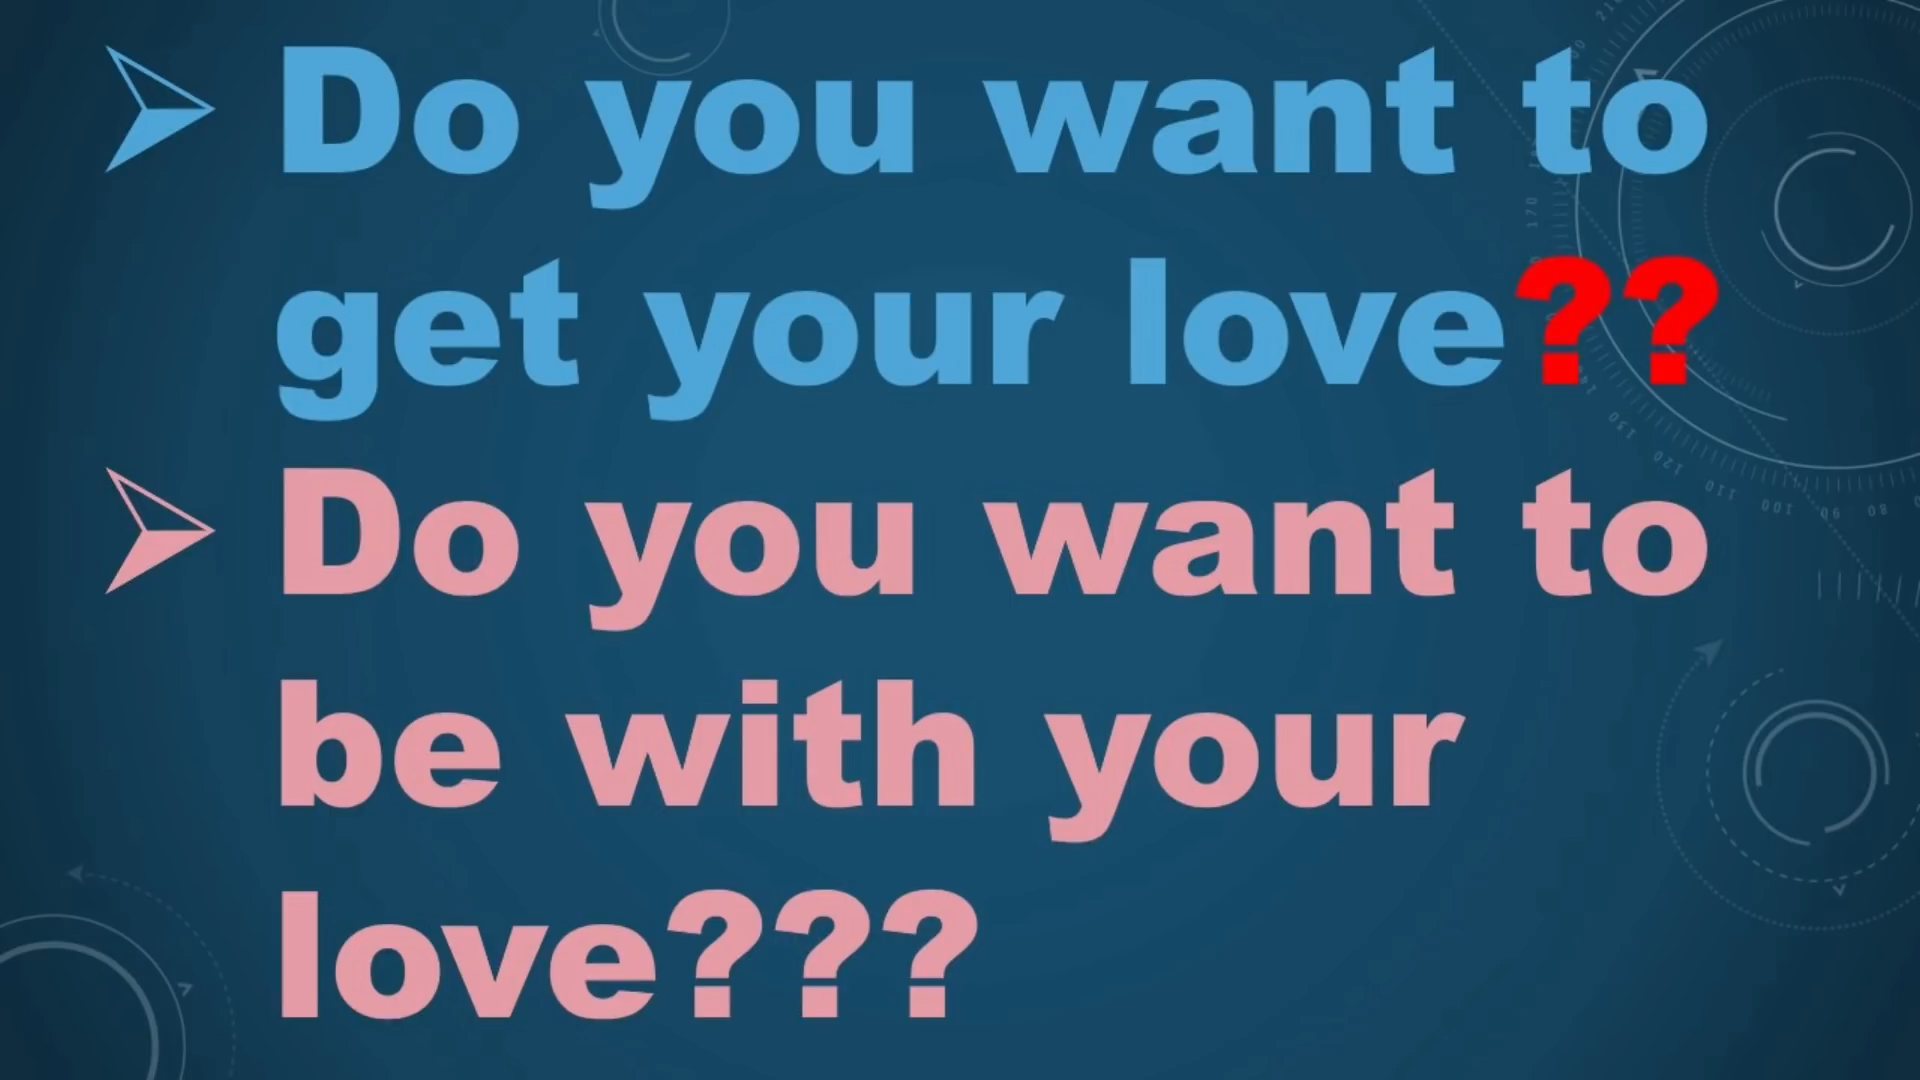 ➢ Do you want to
get your love??
➢ Do you want to
be with your
love???